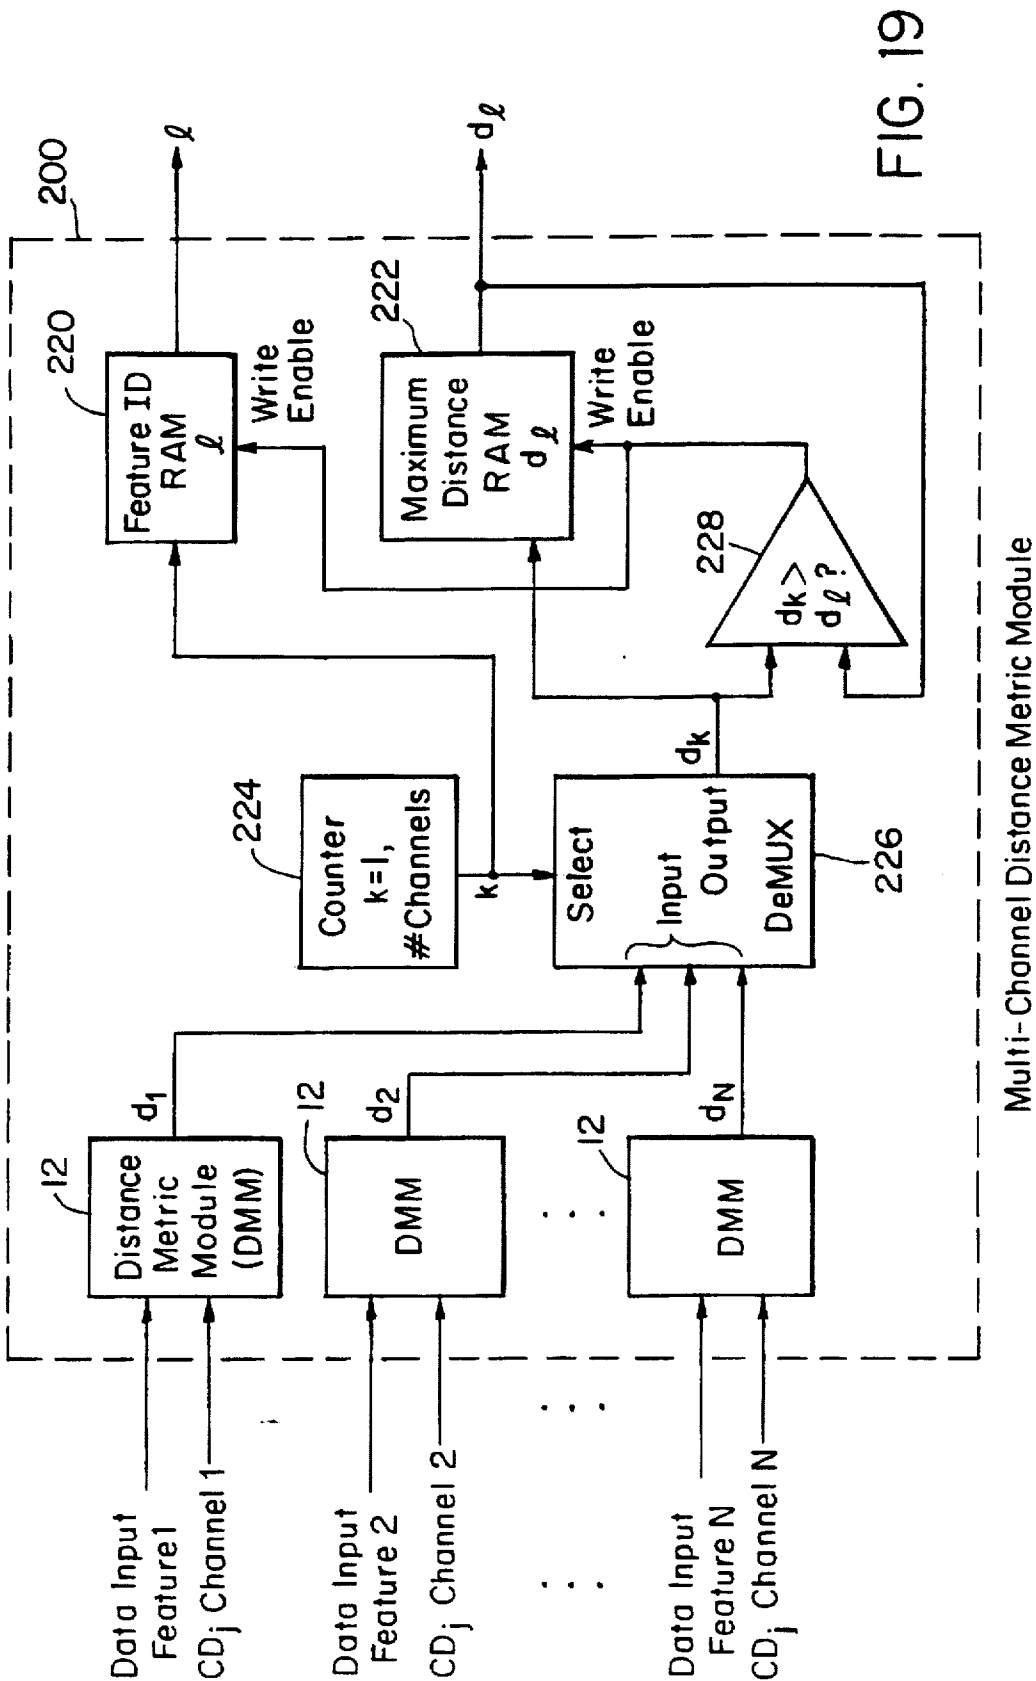 Data Input
Feature 1
CDj Channel 1
12
Distance
Metric
Module
(DMM)
d1
Data Input
Feature 2
CDj Channel 2
12
DMM
d2
. . .
. . .
. . .
Data Input
Feature N
CDj Channel N
12
DMM
dN
224
Counter
k=1,
#Channels
k
Select
Input
Output
DeMUX
226
dk
220
Feature ID
RAM
ℓ
Write
Enable
222
Maximum
Distance
RAM
dℓ
Write
Enable
228
dk>
dℓ?
200
ℓ
dℓ
Multi-Channel Distance Metric Module
FIG. 19